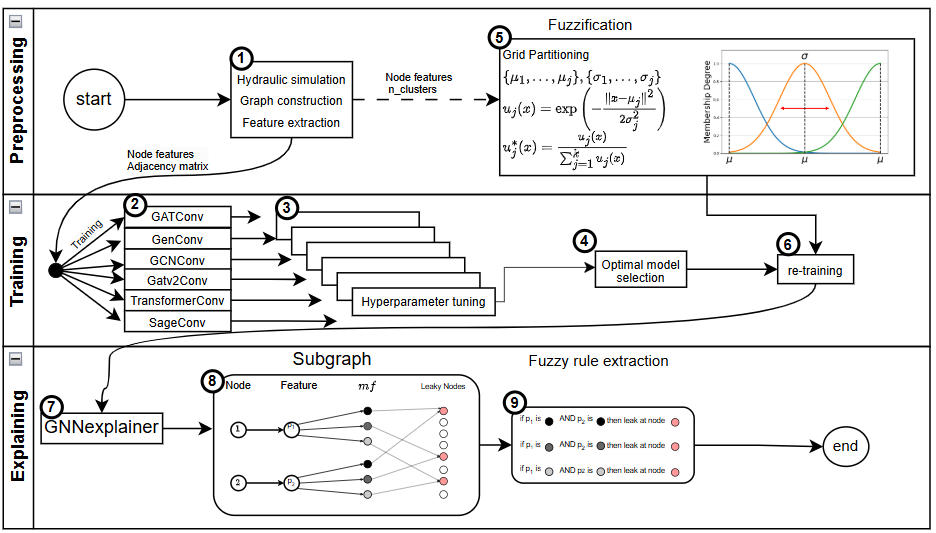 Preprocessing
start
1
Hydraulic simulation
Graph construction
Feature extraction
Node features
n_clusters
Node features
Adjacency matrix
Fuzzification
5
Grid Partitioning
{μ₁, . . . , μⱼ}, {σ₁, . . . , σⱼ}
uⱼ(x) = exp(−‖x−μⱼ‖² / 2σⱼ²)
uⱼ*(x) = uⱼ(x) / ∑ⱼ₌₁ᵏ uⱼ(x)
Membership Degree
σ
μ
μ
μ
Training
Training
2
GATConv
GenConv
GCNConv
Gatv2Conv
TransformerConv
SageConv
3
Hyperparameter tuning
4
Optimal model
selection
6
re-training
Explaining
7
GNNexplainer
Subgraph
8
Node
Feature
mf
Leaky Nodes
1
p₁
2
p₂
Fuzzy rule extraction
9
if p₁ is AND p₂ is then leak at node
if p₁ is AND p₂ is then leak at node
if p₁ is AND p₂ is then leak at node
end